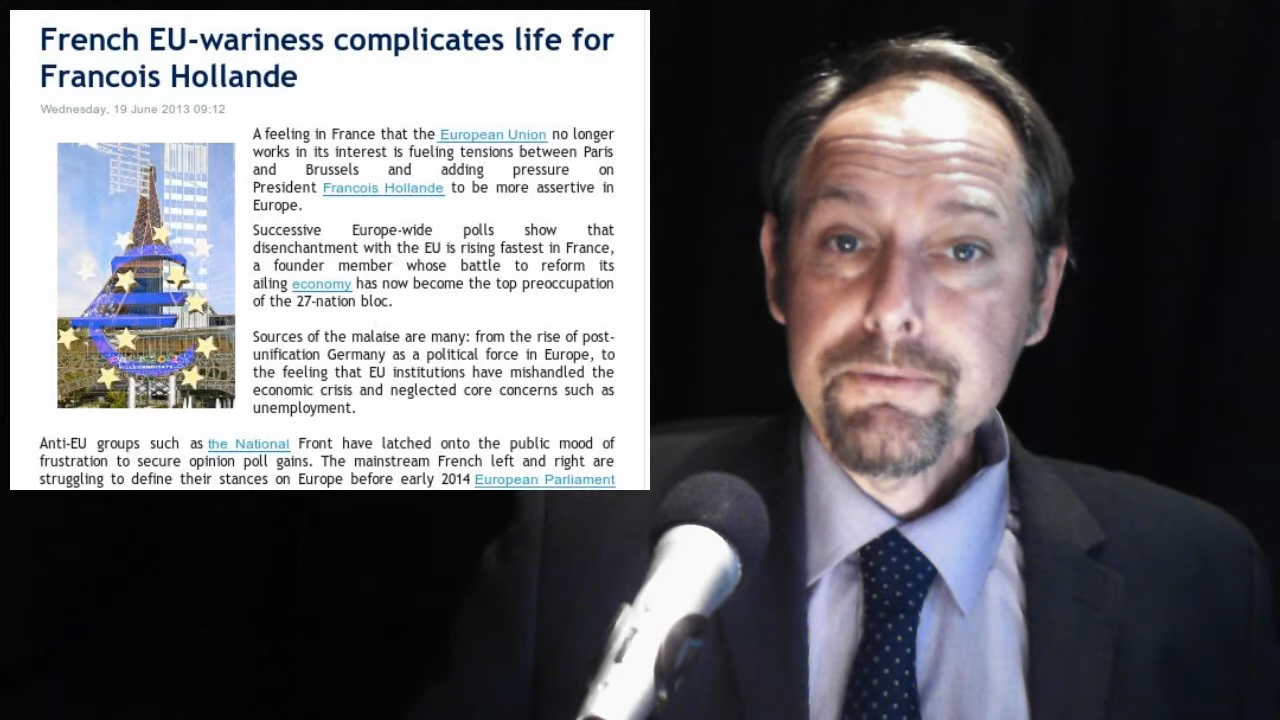 French EU-wariness complicates life for
Francois Hollande
Wednesday, 19 June 2013 09:12
A feeling in France that the European Union no longer
works in its interest is fueling tensions between Paris
and Brussels and adding pressure on
President Francois Hollande to be more assertive in
Europe.
Successive Europe-wide polls show that
disenchantment with the EU is rising fastest in France,
a founder member whose battle to reform its
ailing economy has now become the top preoccupation
of the 27-nation bloc.
Sources of the malaise are many: from the rise of post-
unification Germany as a political force in Europe, to
the feeling that EU institutions have mishandled the
economic crisis and neglected core concerns such as
unemployment.
Anti-EU groups such as the National Front have latched onto the public mood of
frustration to secure opinion poll gains. The mainstream French left and right are
struggling to define their stances on Europe before early 2014 European Parliament